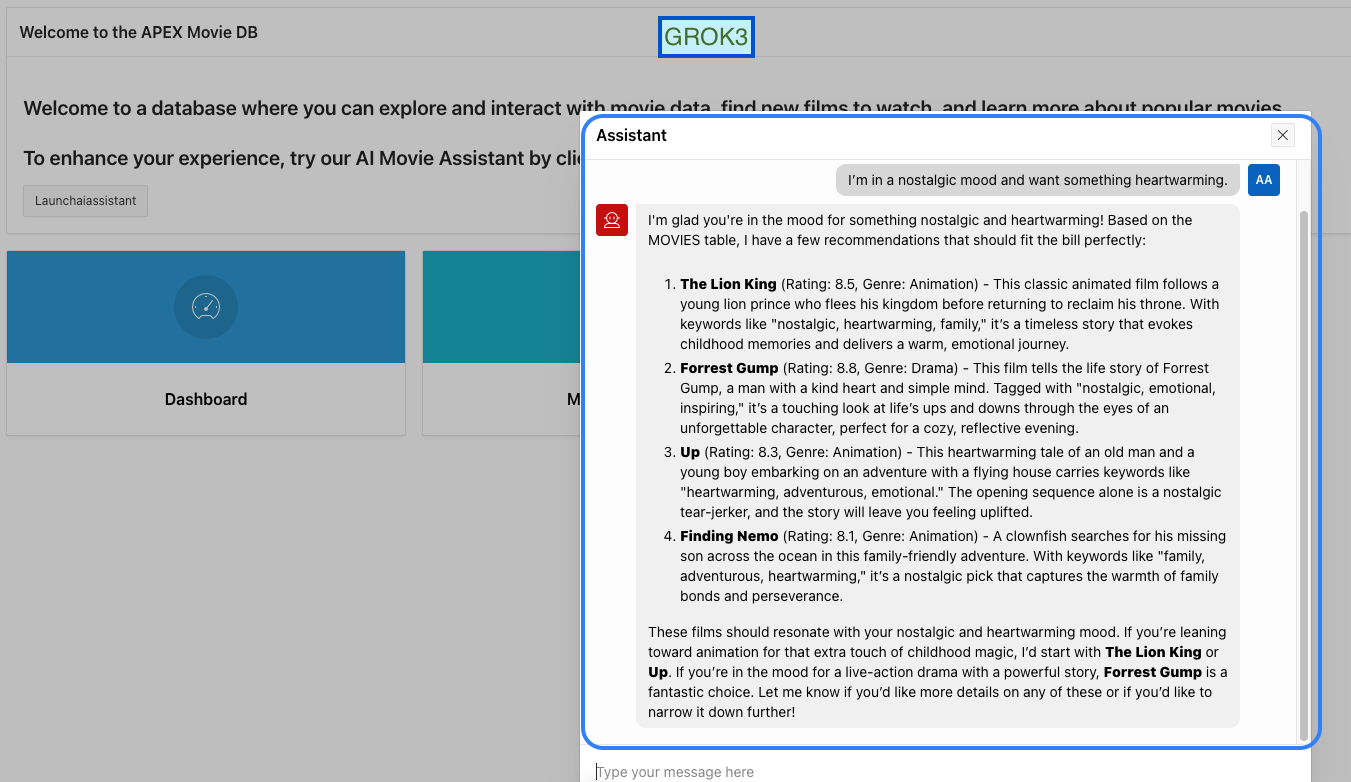 Welcome to the APEX Movie DB
GROK3
Welcome to a database where you can explore and interact with movie data, find new films to watch, and learn more about popular movies.
To enhance your experience, try our AI Movie Assistant by
Launchaiassistant
Dashboard
M
Assistant
I’m in a nostalgic mood and want something heartwarming.
AA
I'm glad you're in the mood for something nostalgic and heartwarming! Based on the
MOVIES table, I have a few recommendations that should fit the bill perfectly:
1. The Lion King (Rating: 8.5, Genre: Animation) - This classic animated film follows a
young lion prince who flees his kingdom before returning to reclaim his throne. With
keywords like "nostalgic, heartwarming, family," it’s a timeless story that evokes
childhood memories and delivers a warm, emotional journey.
2. Forrest Gump (Rating: 8.8, Genre: Drama) - This film tells the life story of Forrest
Gump, a man with a kind heart and simple mind. Tagged with "nostalgic, emotional,
inspiring," it’s a touching look at life’s ups and downs through the eyes of an
unforgettable character, perfect for a cozy, reflective evening.
3. Up (Rating: 8.3, Genre: Animation) - This heartwarming tale of an old man and a
young boy embarking on an adventure with a flying house carries keywords like
"heartwarming, adventurous, emotional." The opening sequence alone is a nostalgic
tear-jerker, and the story will leave you feeling uplifted.
4. Finding Nemo (Rating: 8.1, Genre: Animation) - A clownfish searches for his missing
son across the ocean in this family-friendly adventure. With keywords like "family,
adventurous, heartwarming," it’s a nostalgic pick that captures the warmth of family
bonds and perseverance.
These films should resonate with your nostalgic and heartwarming mood. If you’re leaning
toward animation for that extra touch of childhood magic, I’d start with The Lion King or
Up. If you’re in the mood for a live-action drama with a powerful story, Forrest Gump is a
fantastic choice. Let me know if you’d like more details on any of these or if you’d like to
narrow it down further!
Type your message here